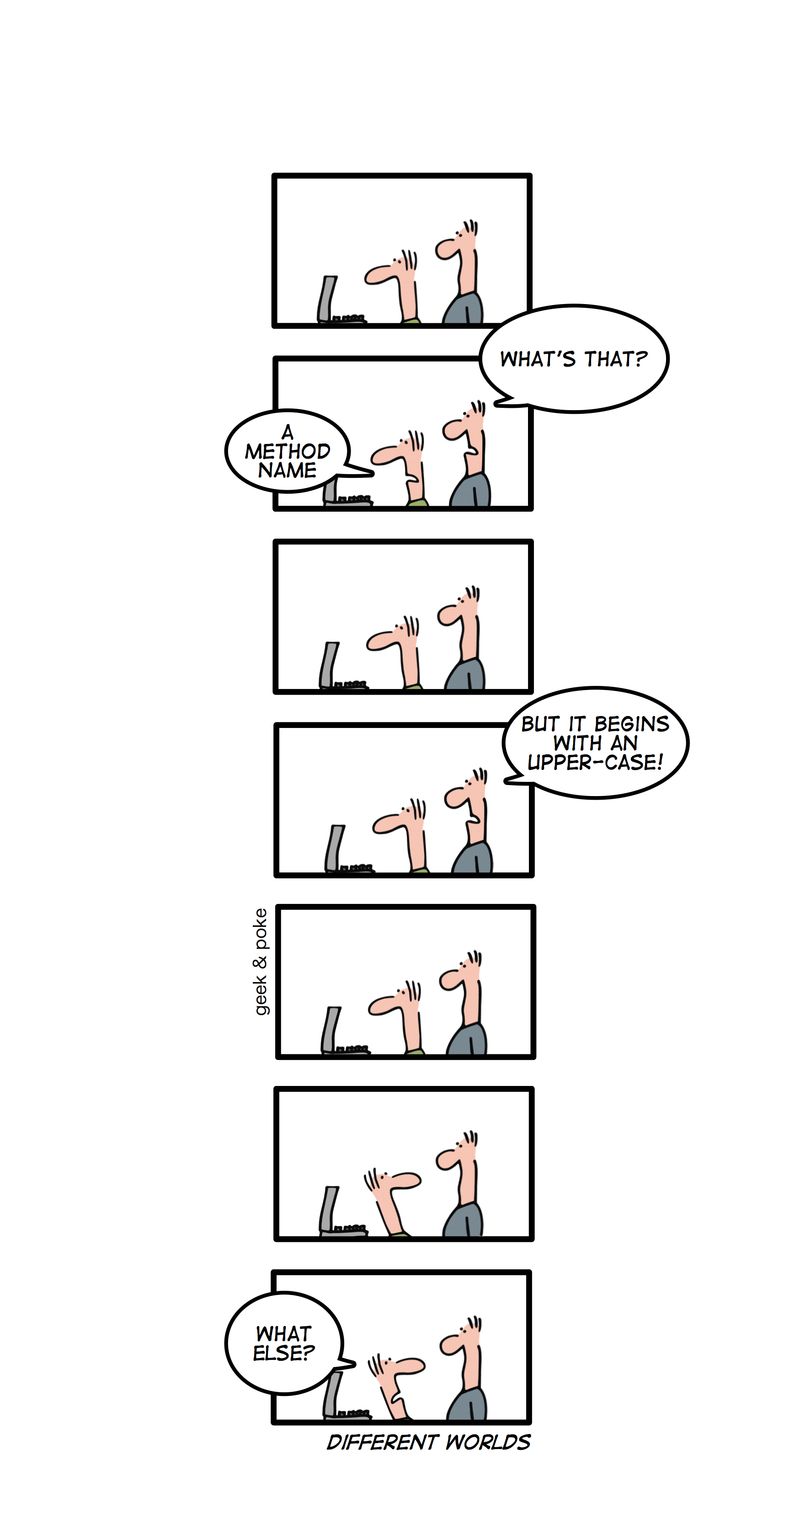 WHAT'S THAT?
A
METHOD
NAME
BUT IT BEGINS
WITH AN
UPPER-CASE!
geek & poke
WHAT
ELSE?
DIFFERENT WORLDS